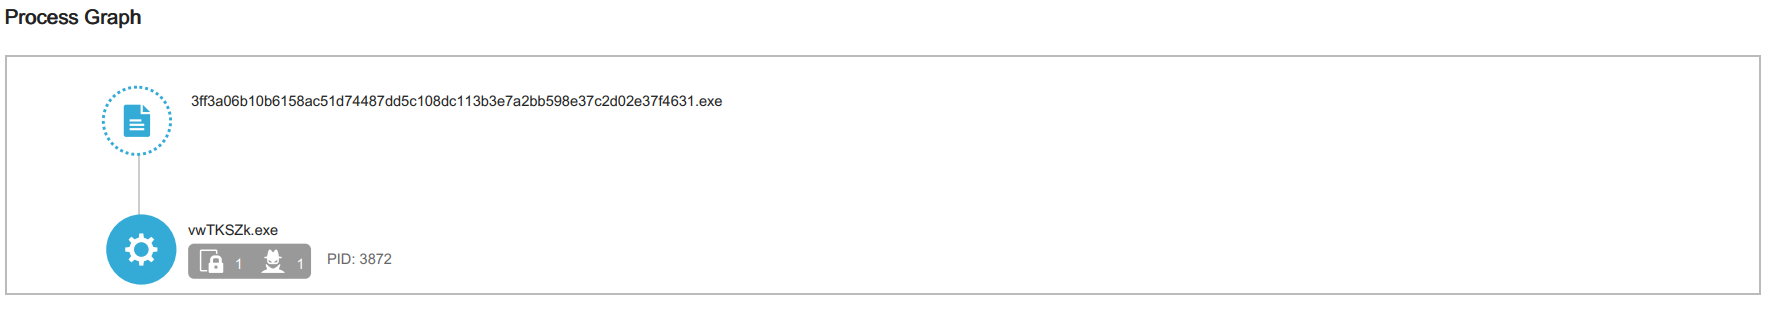 Process Graph
3ff3a06b10b6158ac51d74487dd5c108dc113b3e7a2bb598e37c2d02e37f4631.exe
vwTKSZk.exe
1 1 PID: 3872